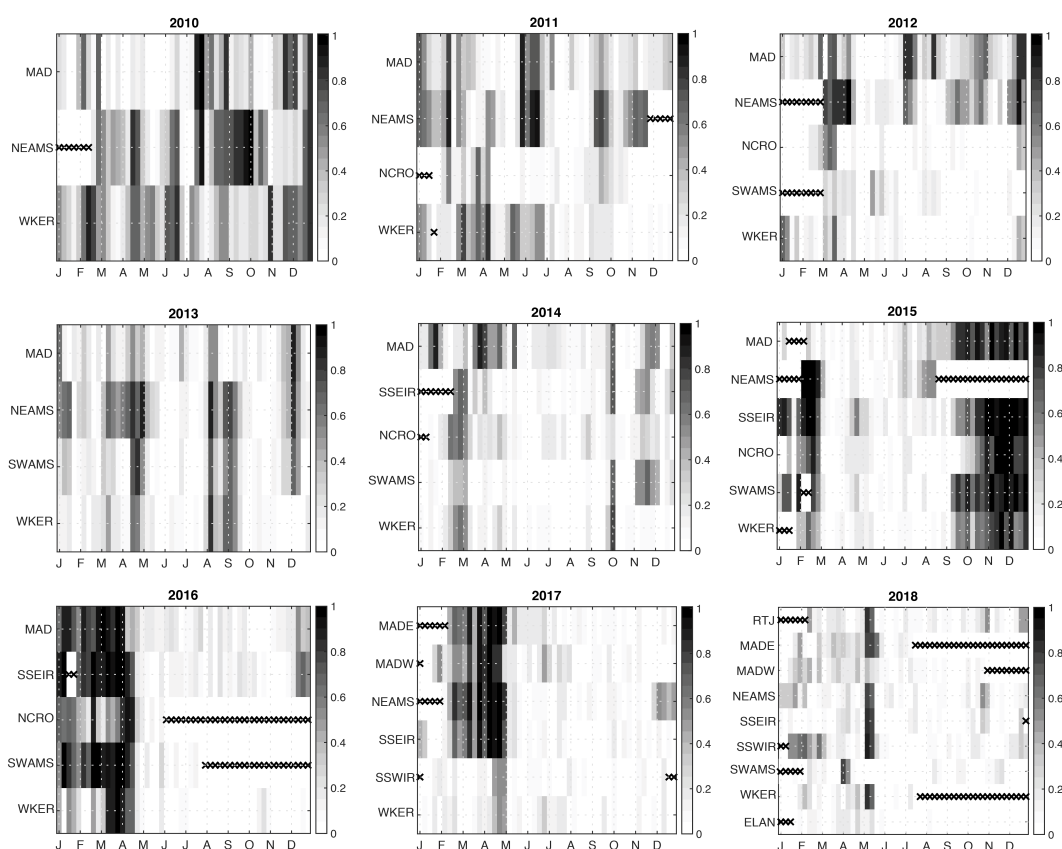 2010
MAD
NEAMS
WKER
J F M A M J J A S O N D
1
0.8
0.6
0.4
0.2
0
2011
MAD
NEAMS
NCRO
WKER
J F M A M J J A S O N D
1
0.8
0.6
0.4
0.2
0
2012
MAD
NEAMS
NCRO
SWAMS
WKER
J F M A M J J A S O N D
1
0.8
0.6
0.4
0.2
0
2013
MAD
NEAMS
SWAMS
WKER
J F M A M J J A S O N D
1
0.8
0.6
0.4
0.2
0
2014
MAD
SSEIR
NCRO
SWAMS
WKER
J F M A M J J A S O N D
1
0.8
0.6
0.4
0.2
0
2015
MAD
NEAMS
SSEIR
NCRO
SWAMS
WKER
J F M A M J J A S O N D
1
0.8
0.6
0.4
0.2
0
2016
MAD
SSEIR
NCRO
SWAMS
WKER
J F M A M J J A S O N D
1
0.8
0.6
0.4
0.2
0
2017
MADE
MADW
NEAMS
SSEIR
SSWIR
WKER
J F M A M J J A S O N D
1
0.8
0.6
0.4
0.2
0
2018
RTJ
MADE
MADW
NEAMS
SSEIR
SSWIR
SWAMS
WKER
ELAN
J F M A M J J A S O N D
1
0.8
0.6
0.4
0.2
0